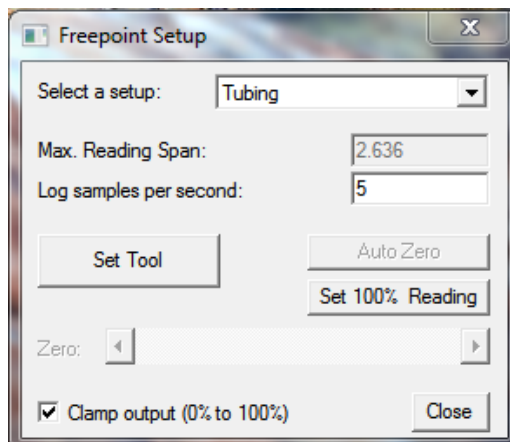 Freepoint Setup
Select a setup: Tubing
Max. Reading Span: 2.636
Log samples per second: 5
Set Tool
Auto Zero
Set 100% Reading
Zero:
Clamp output (0% to 100%)
Close